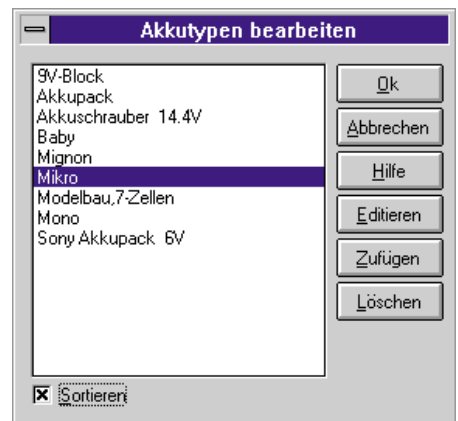 Akkutypen bearbeiten
9V-Block
Akkupack
Akkuschrauber 14.4V
Baby
Mignon
Mikro
Modelbau,7-Zellen
Mono
Sony Akkupack 6V
Ok
Abbrechen
Hilfe
Editieren
Zufügen
Löschen
Sortieren